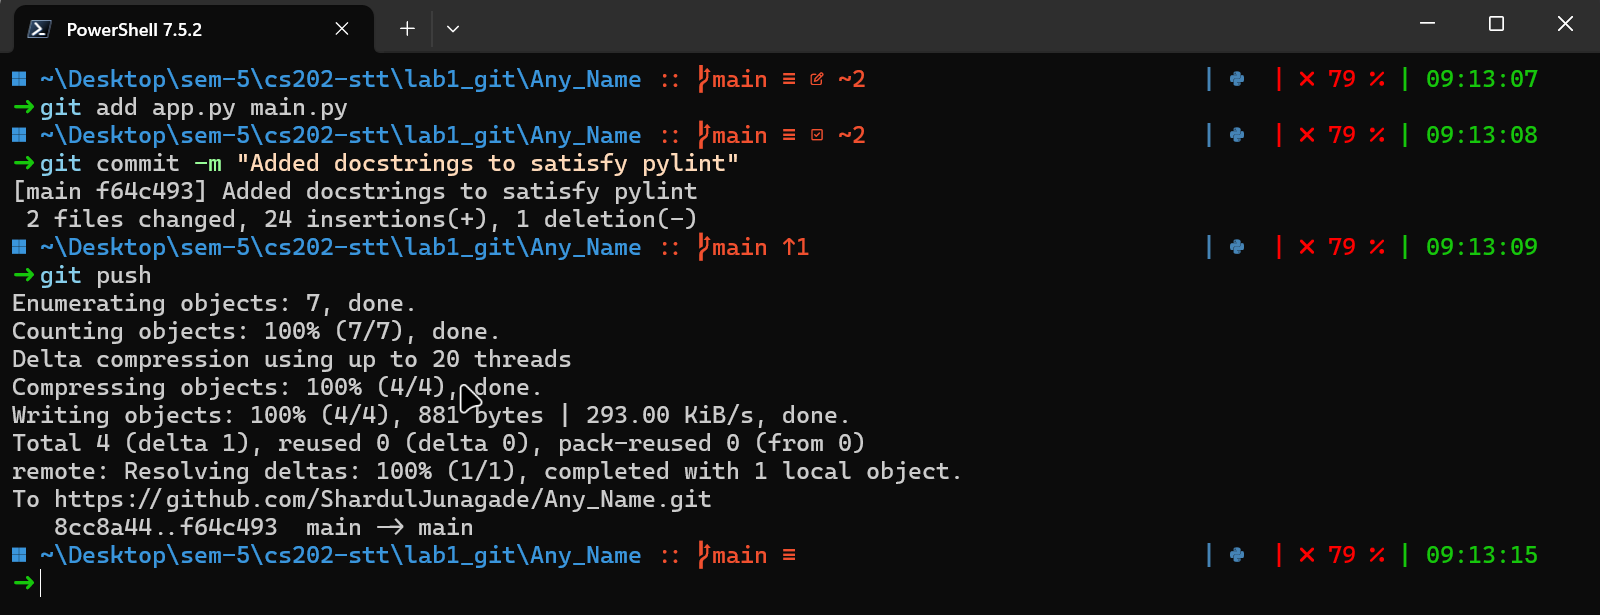 PowerShell 7.5.2
~\Desktop\sem-5\cs202-stt\lab1_git\Any_Name :: main ≡ ~2 | | × 79 % | 09:13:07
→git add app.py main.py
~\Desktop\sem-5\cs202-stt\lab1_git\Any_Name :: main ≡ ~2 | | × 79 % | 09:13:08
→git commit -m "Added docstrings to satisfy pylint"
[main f64c493] Added docstrings to satisfy pylint
2 files changed, 24 insertions(+), 1 deletion(-)
~\Desktop\sem-5\cs202-stt\lab1_git\Any_Name :: main ↑1 | | × 79 % | 09:13:09
→git push
Enumerating objects: 7, done.
Counting objects: 100% (7/7), done.
Delta compression using up to 20 threads
Compressing objects: 100% (4/4), done.
Writing objects: 100% (4/4), 881 bytes | 293.00 KiB/s, done.
Total 4 (delta 1), reused 0 (delta 0), pack-reused 0 (from 0)
remote: Resolving deltas: 100% (1/1), completed with 1 local object.
To https://github.com/ShardulJunagade/Any_Name.git
8cc8a44..f64c493 main -> main
~\Desktop\sem-5\cs202-stt\lab1_git\Any_Name :: main ≡ | | × 79 % | 09:13:15
→